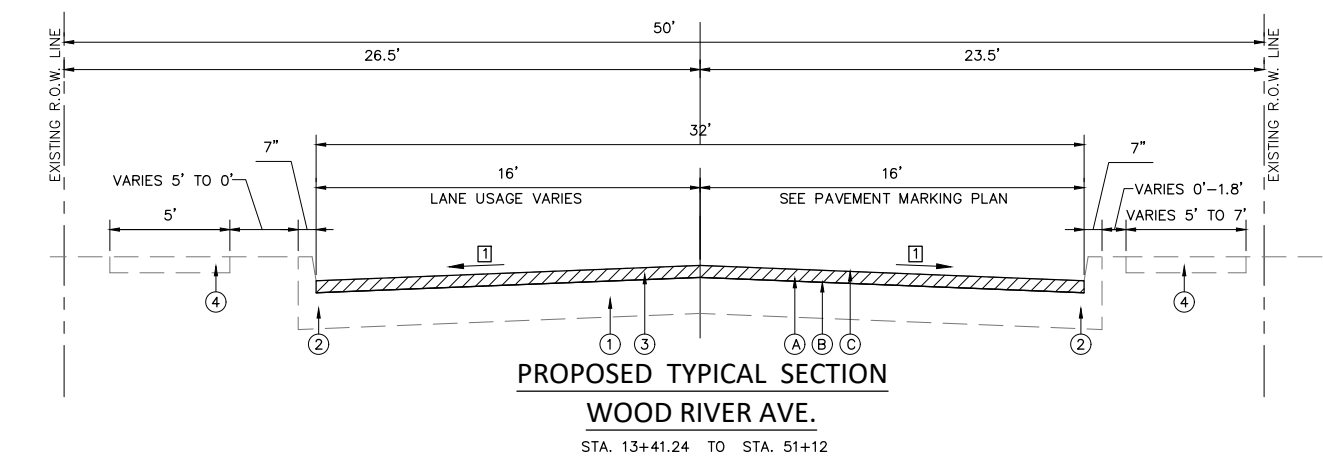 50'
26.5' 23.5'
EXISTING R.O.W. LINE
EXISTING R.O.W. LINE
32'
7" 7"
16' 16'
VARIES 5' TO 0' VARIES 0'-1.8'
LANE USAGE VARIES SEE PAVEMENT MARKING PLAN
5' VARIES 5' TO 7'
1 1
4 4
2 1 3 A B C 2
PROPOSED TYPICAL SECTION
WOOD RIVER AVE.
STA. 13+41.24 TO STA. 51+12